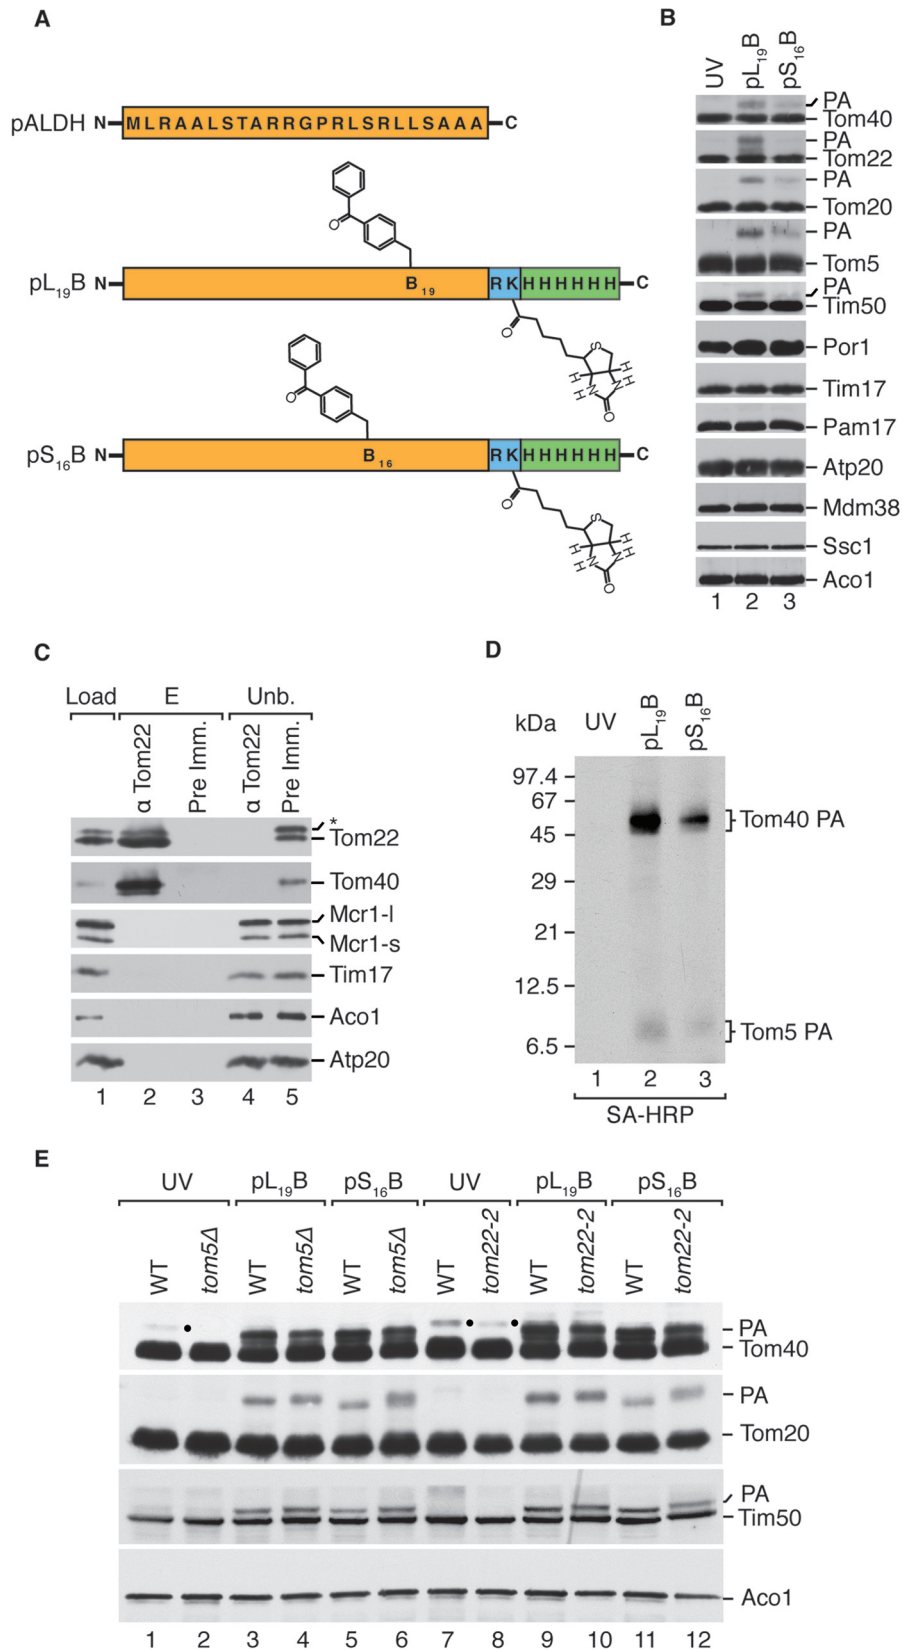 A
pALDH N MLRAALSTARRGPRLSRLLSAAA C
pL19B N B19 RK HHHHHH C
O
S
H H
H N N H
O
pS16B N B16 RK HHHHHH C
O
S
H H
H N N H
O
B
UV pL19B pS16B
PA
Tom40
PA
Tom22
PA
Tom20
PA
Tom5
PA
Tim50
Por1
Tim17
Pam17
Atp20
Mdm38
Ssc1
Aco1
1 2 3
C
Load E Unb.
α Tom22 Pre Imm. α Tom22 Pre Imm.
*
Tom22
Tom40
Mcr1-l
Mcr1-s
Tim17
Aco1
Atp20
1 2 3 4 5
D
kDa UV pL19B pS16B
97.4
67
45
29
21
12.5
6.5
Tom40 PA
Tom5 PA
1 2 3
SA-HRP
E
UV pL19B pS16B UV pL19B pS16B
WT tom5Δ WT tom5Δ WT tom5Δ WT tom22-2 WT tom22-2 WT tom22-2
PA
Tom40
PA
Tom20
PA
Tim50
Aco1
1 2 3 4 5 6 7 8 9 10 11 12